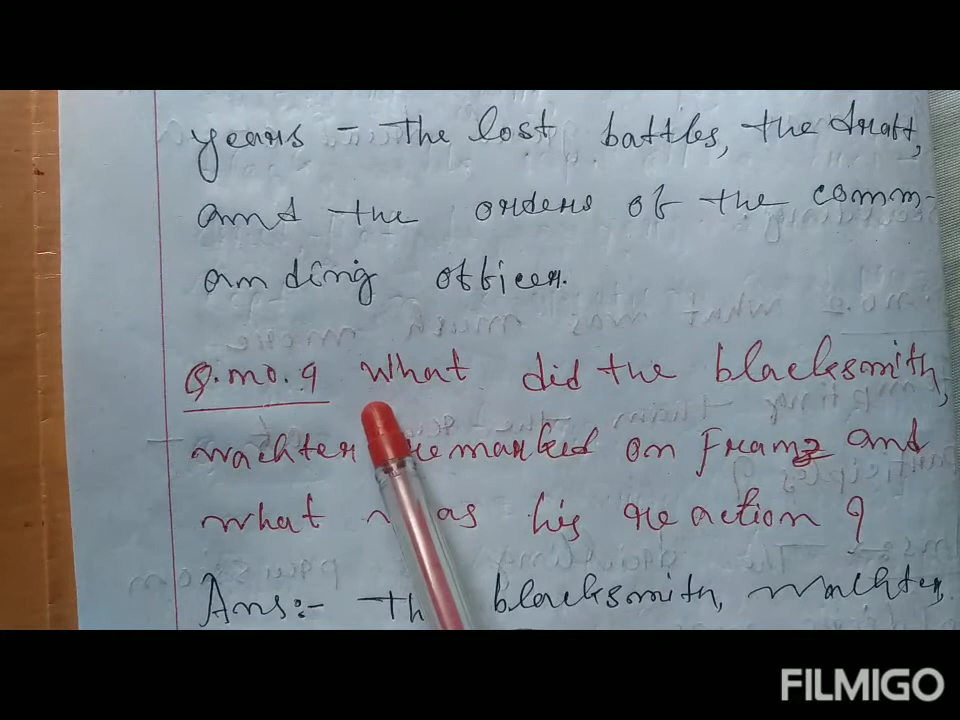 years - the lost battles, the draft,
and the orders of the comm-
anding officer.
Q.no.9 What did the blacksmith,
wachter remarked on Franz and
what was his reaction ?
Ans:- the blacksmith, wachter,
FILMIGO